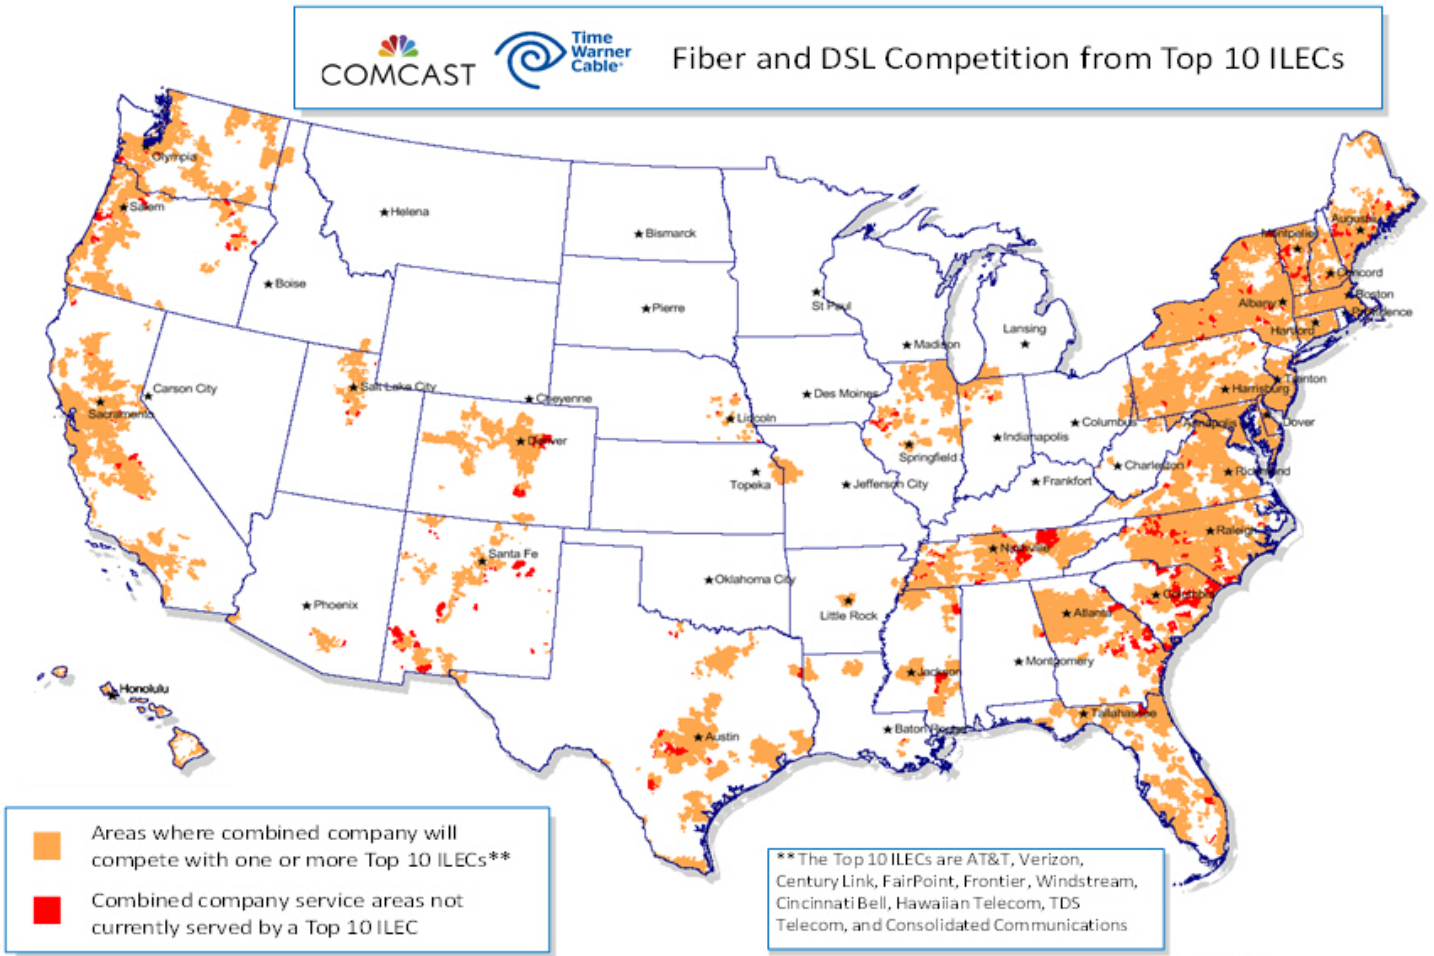 COMCAST
Time
Warner
Cable®
Fiber and DSL Competition from Top 10 ILECs
Olympia
Salem
Helena
Bismarck
Boise
Pierre
St Paul
Madison
Lansing
Augusta
Montpelier
Concord
Albany
Boston
Providence
Hartford
Carson City
Sacramento
Salt Lake City
Cheyenne
Des Moines
Lincoln
Denver
Trenton
Harrisburg
Columbus
Annapolis
Dover
Indianapolis
Springfield
Topeka
Jefferson City
Frankfort
Charleston
Richmond
Raleigh
Nashville
Santa Fe
Oklahoma City
Phoenix
Little Rock
Columbia
Atlanta
Montgomery
Jackson
Honolulu
Austin
Baton Rouge
Tallahassee
Areas where combined company will
compete with one or more Top 10 ILECs**
Combined company service areas not
currently served by a Top 10 ILEC
**The Top 10 ILECs are AT&T, Verizon,
Century Link, FairPoint, Frontier, Windstream,
Cincinnati Bell, Hawaiian Telecom, TDS
Telecom, and Consolidated Communications